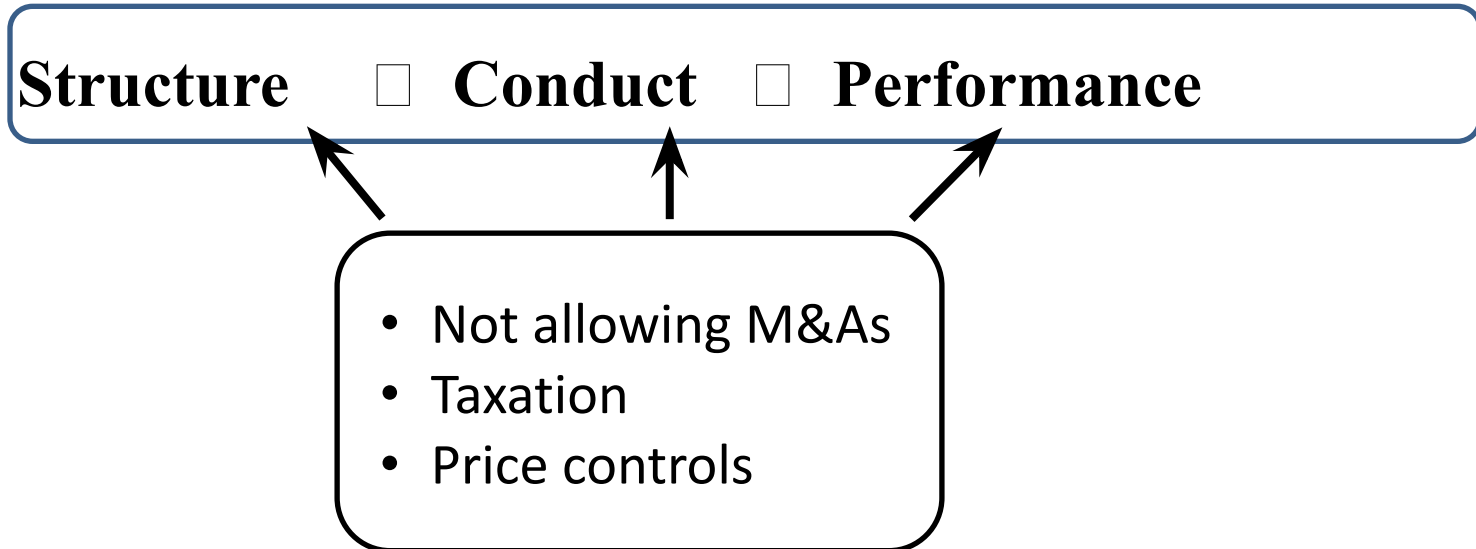 Structure □ Conduct □ Performance
• Not allowing M&As
• Taxation
• Price controls